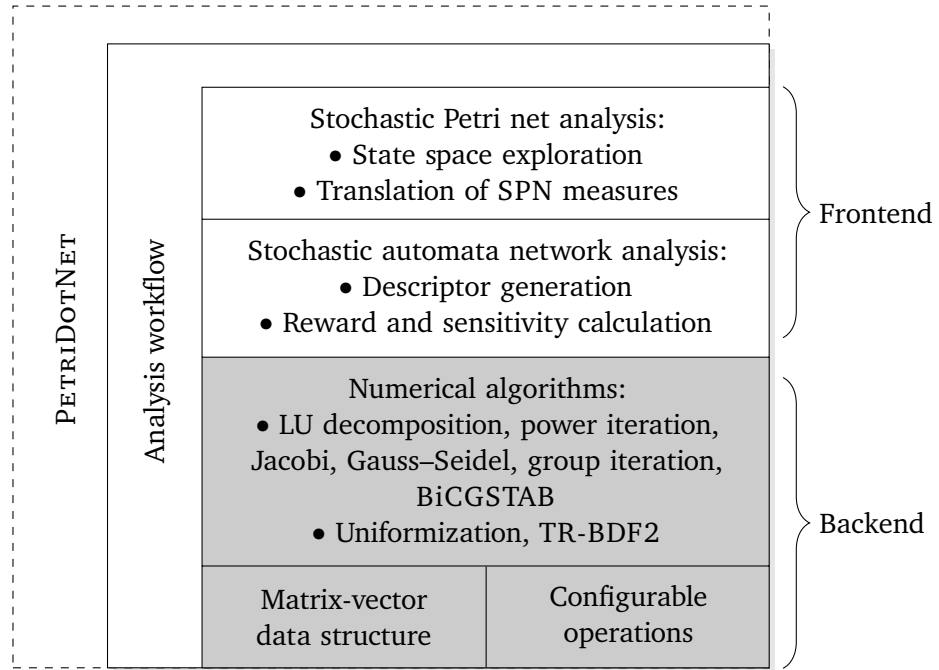 PETRIDOTNET
Analysis workflow
Stochastic Petri net analysis:
• State space exploration
• Translation of SPN measures
Stochastic automata network analysis:
• Descriptor generation
• Reward and sensitivity calculation
Frontend
Numerical algorithms:
• LU decomposition, power iteration,
Jacobi, Gauss–Seidel, group iteration,
BiCGSTAB
• Uniformization, TR-BDF2
Matrix-vector
data structure
Configurable
operations
Backend